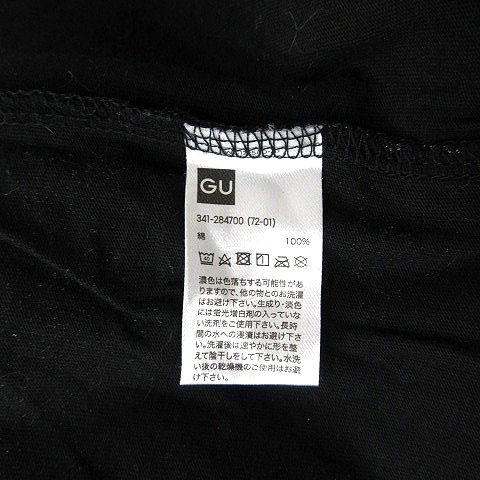 GU
341-284700 (72-01)
綿 100%
濃色は色落ちする可能性があ
りますので、他の物とのお洗濯
はお避け下さい。生成り・淡色
には蛍光増白剤の入っていな
い洗剤をご使用下さい。長時
間の水への浸漬はお避け下さ
い。洗濯後は速やかに形を整
えて陰干しをして下さい。水洗
い後の乾燥機のご使用はお避
け下さい。